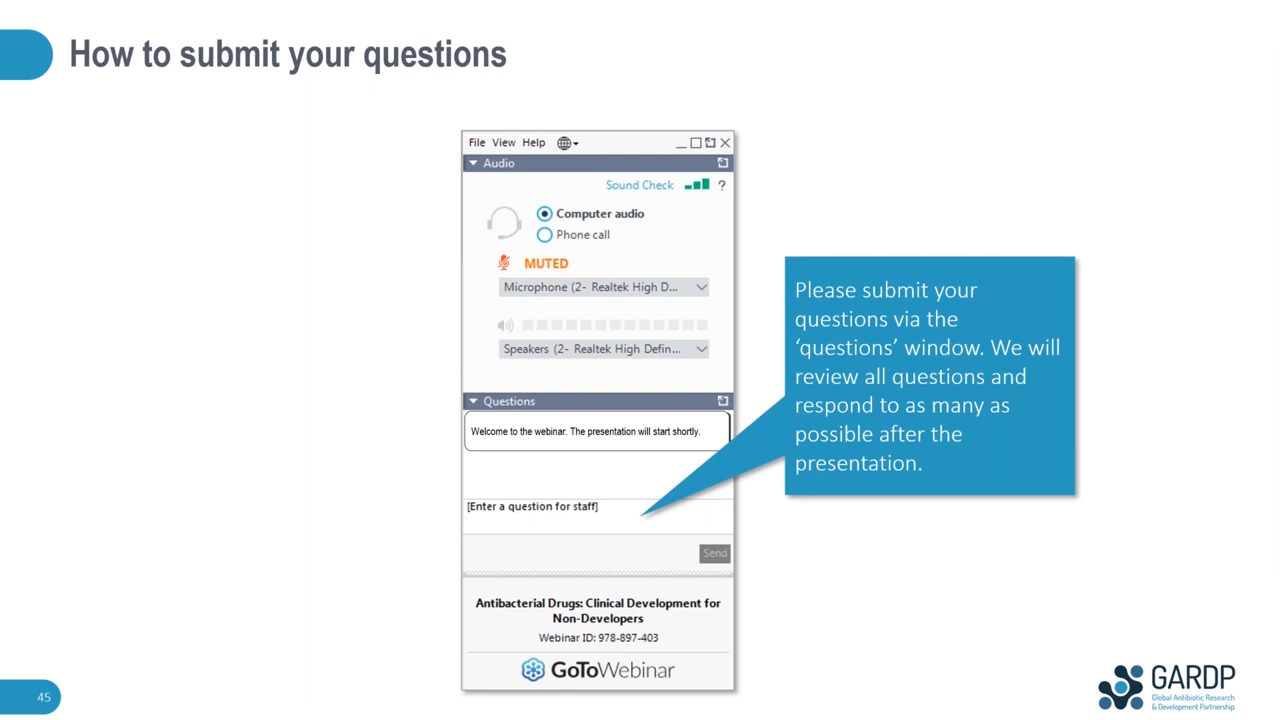 How to submit your questions
File View Help
Audio
Sound Check ?
Computer audio
Phone call
MUTED
Microphone (2- Realtek High D...
Speakers (2- Realtek High Defin...
Questions
Welcome to the webinar. The presentation will start shortly.
[Enter a question for staff]
Send
Antibacterial Drugs: Clinical Development for
Non-Developers
Webinar ID: 978-897-403
GoToWebinar
Please submit your
questions via the
‘questions’ window. We will
review all questions and
respond to as many as
possible after the
presentation.
45
GARDP
Global Antibiotic Research
& Development Partnership